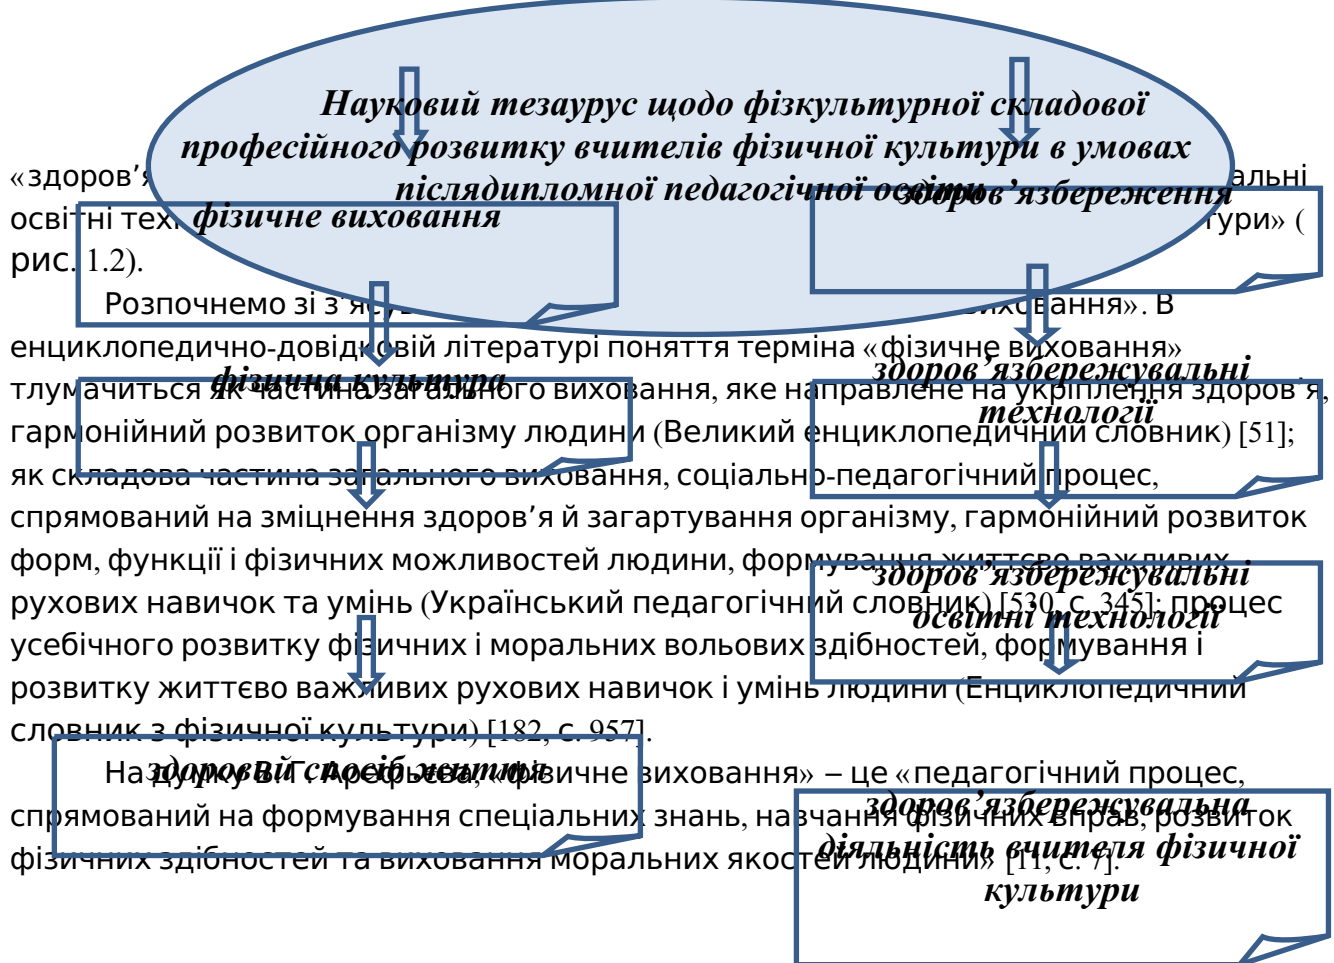 Науковий тезаурус щодо фізкультурної складової
професійного розвитку вчителів фізичної культури в умовах
післядипломної педагогічної освіти
«здоров’я альні
здоров’язбереження
освітні тех тури» (
фізичне виховання
рис. 1.2).
Розпочнемо зі з’ясув виховання». В
енциклопедично-довідковій літературі поняття терміна «фізичне виховання»
здоров’язбережувальні
технології
фізична культура
тлумачиться як частина загального виховання, яке направлене на укріплення здоров’я,
гармонійний розвиток організму людини (Великий енциклопедичний словник) [51];
як складова частина загального виховання, соціально-педагогічний процес,
спрямований на зміцнення здоров’я й загартування організму, гармонійний розвиток
форм, функції і фізичних можливостей людини, формування життєво важливих
здоров’язбережувальні
освітні технології
рухових навичок та умінь (Український педагогічний словник) [530, с. 345]; процес
усебічного розвитку фізичних і моральних вольових здібностей, формування і
розвитку життєво важливих рухових навичок і умінь людини (Енциклопедичний
словник з фізичної культури) [182, с. 957].
здоровий спосіб життя
На думку В. Г. Ареф’єва, «фізичне виховання» – це «педагогічний процес,
спрямований на формування спеціальних знань, навчання фізичних вправ, розвиток
фізичних здібностей та виховання моральних якостей людини» [11, с. 7].
здоров’язбережувальна
діяльність вчителя фізичної
культури